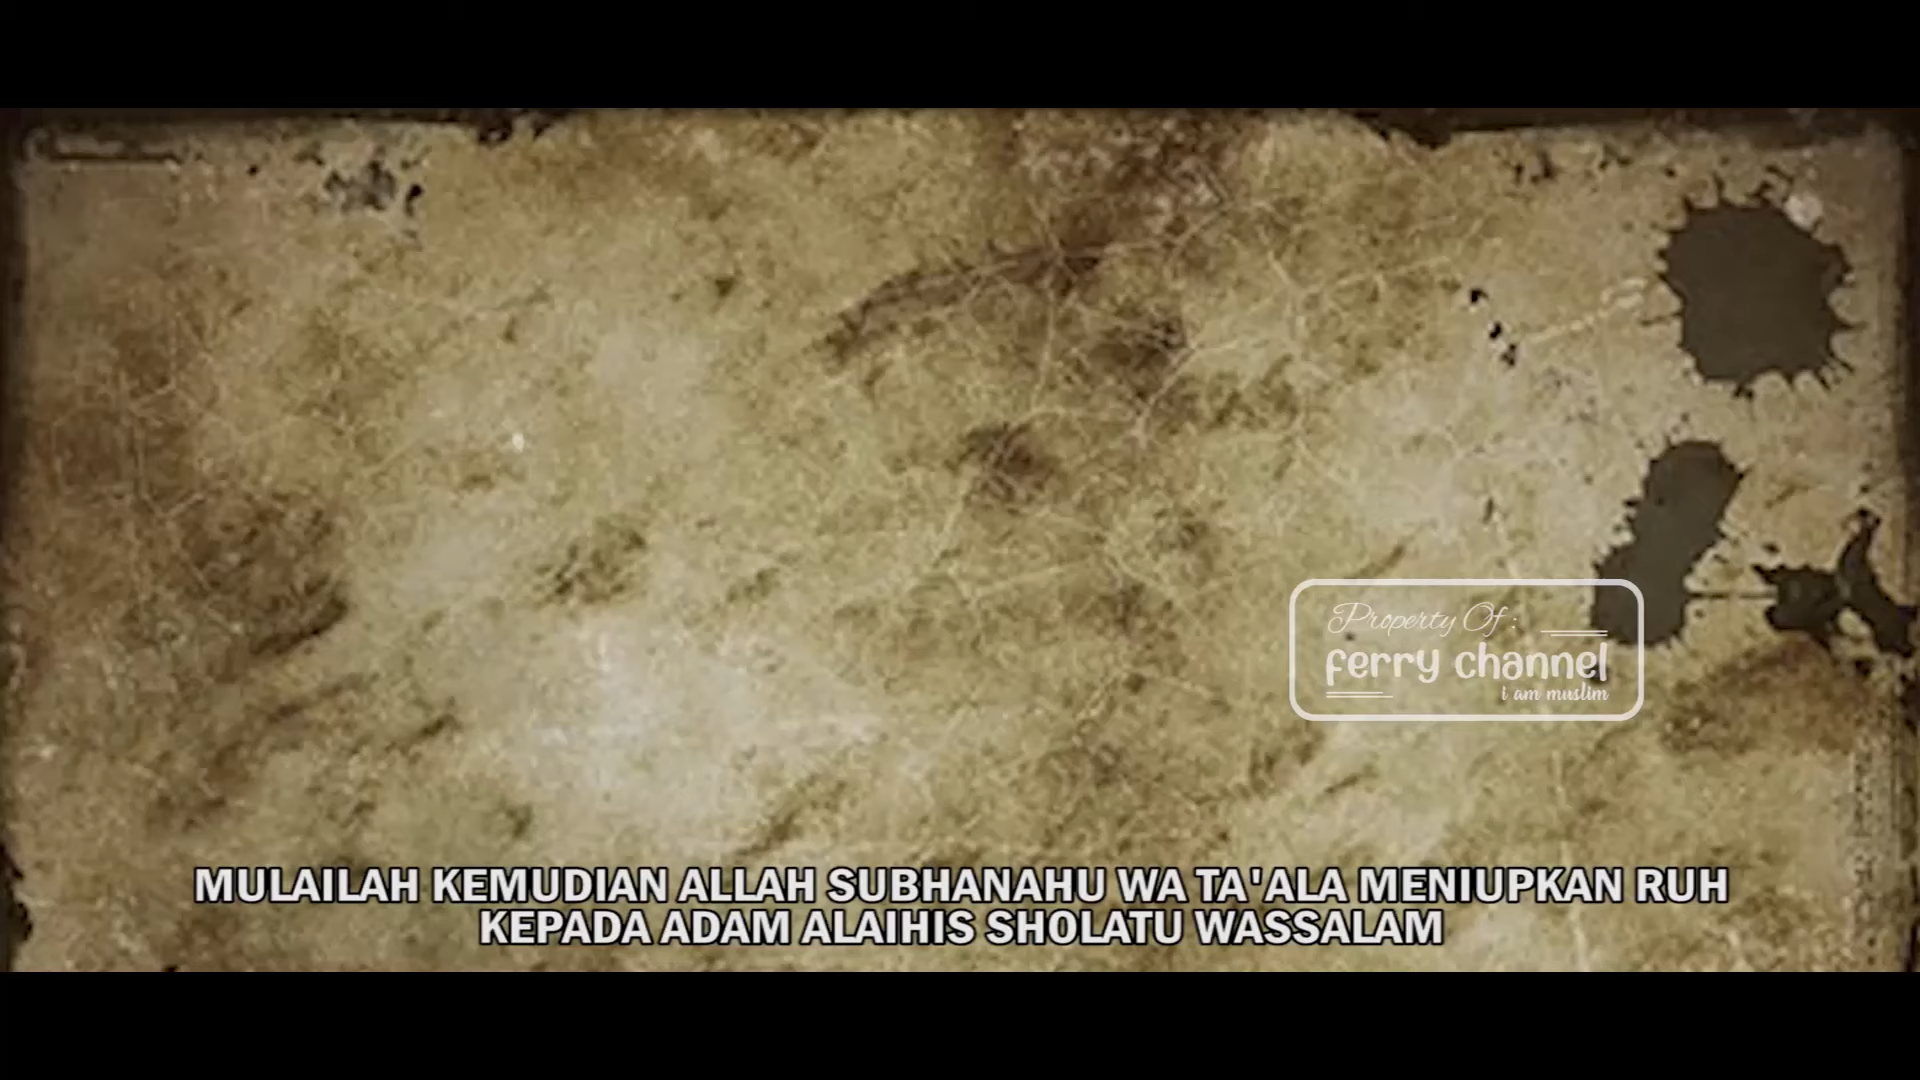 Property Of :
ferry channel
i am muslim
MULAILAH KEMUDIAN ALLAH SUBHANAHU WA TA'ALA MENIUPKAN RUH
KEPADA ADAM ALAIHIS SHOLATU WASSALAM